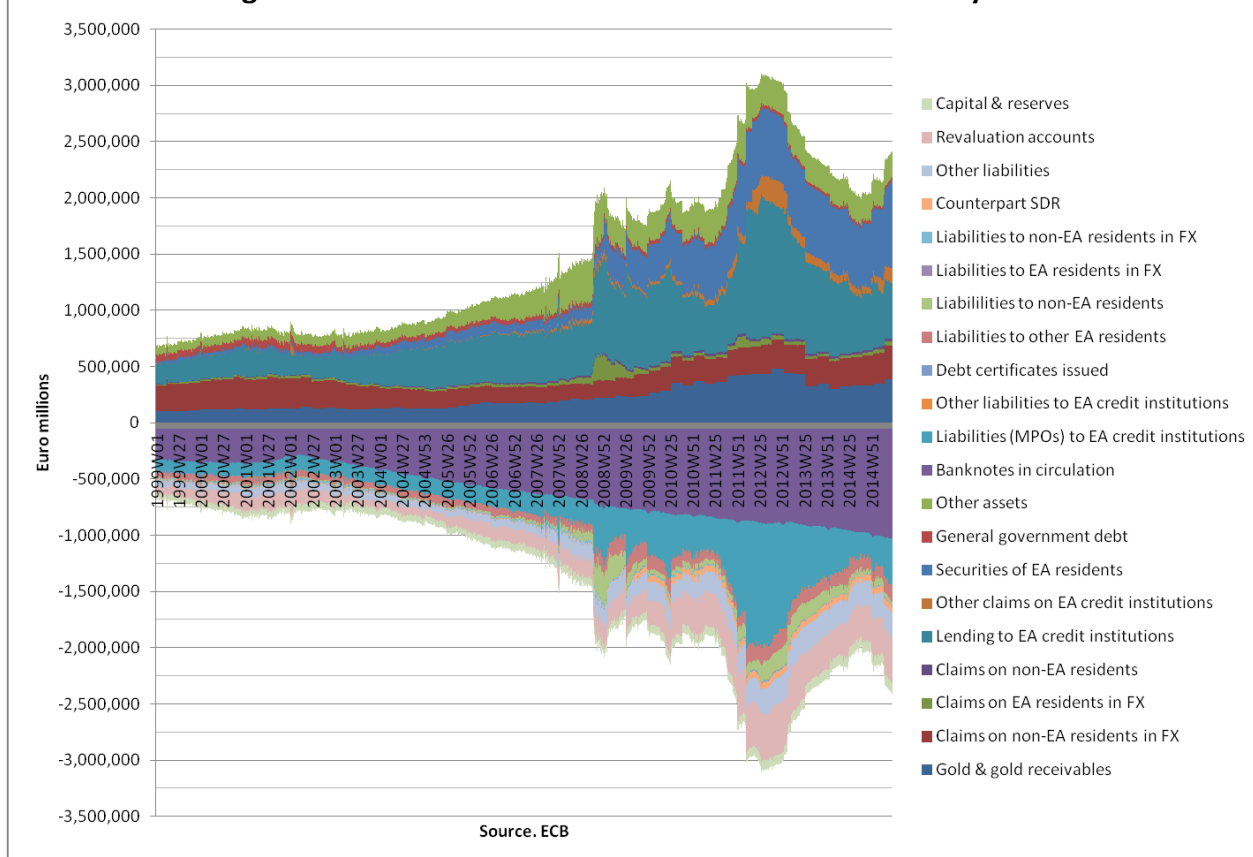 3,500,000
3,000,000
2,500,000
2,000,000
1,500,000
1,000,000
500,000
0
-500,000
-1,000,000
-1,500,000
-2,000,000
-2,500,000
-3,000,000
-3,500,000
Euro millions
1999W01
1999W27
2000W01
2000W27
2001W01
2001W27
2002W01
2002W27
2003W01
2003W27
2004W01
2004W27
2004W53
2005W26
2005W52
2006W26
2006W52
2007W26
2007W52
2008W26
2008W52
2009W26
2009W52
2010W25
2010W51
2011W25
2011W51
2012W25
2012W51
2013W25
2013W51
2014W25
2014W51
Source. ECB
Capital & reserves
Revaluation accounts
Other liabilities
Counterpart SDR
Liabilities to non-EA residents in FX
Liabilities to EA residents in FX
Liabililities to non-EA residents
Liabilities to other EA residents
Debt certificates issued
Other liabilities to EA credit institutions
Liabilities (MPOs) to EA credit institutions
Banknotes in circulation
Other assets
General government debt
Securities of EA residents
Other claims on EA credit institutions
Lending to EA credit institutions
Claims on non-EA residents
Claims on EA residents in FX
Claims on non-EA residents in FX
Gold & gold receivables